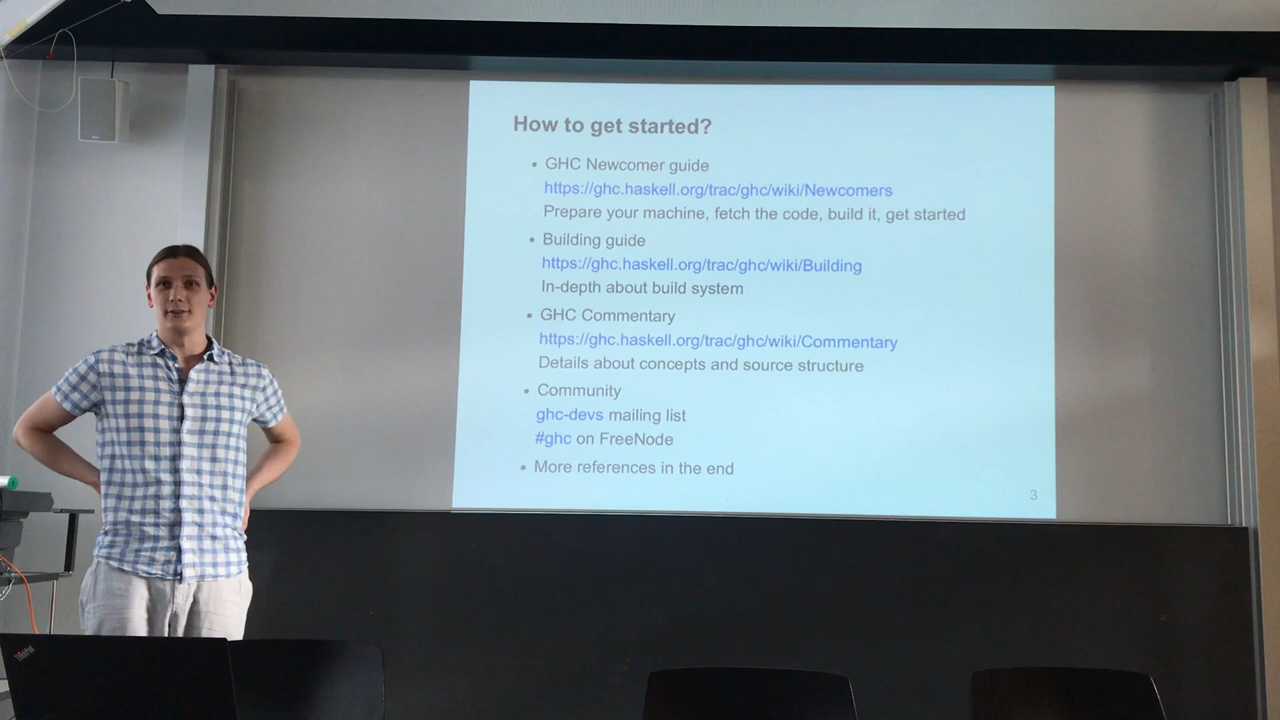 How to get started?
• GHC Newcomer guide
https://ghc.haskell.org/trac/ghc/wiki/Newcomers
Prepare your machine, fetch the code, build it, get started
• Building guide
https://ghc.haskell.org/trac/ghc/wiki/Building
In-depth about build system
• GHC Commentary
https://ghc.haskell.org/trac/ghc/wiki/Commentary
Details about concepts and source structure
• Community
ghc-devs mailing list
#ghc on FreeNode
• More references in the end
3
ThinkPad